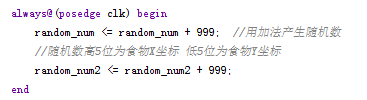 always@(posedge clk) begin
random_num <= random_num + 999; //用加法产生随机数
//随机数高5位为食物X坐标 低5位为食物Y坐标
random_num2 <= random_num2 + 999;
end